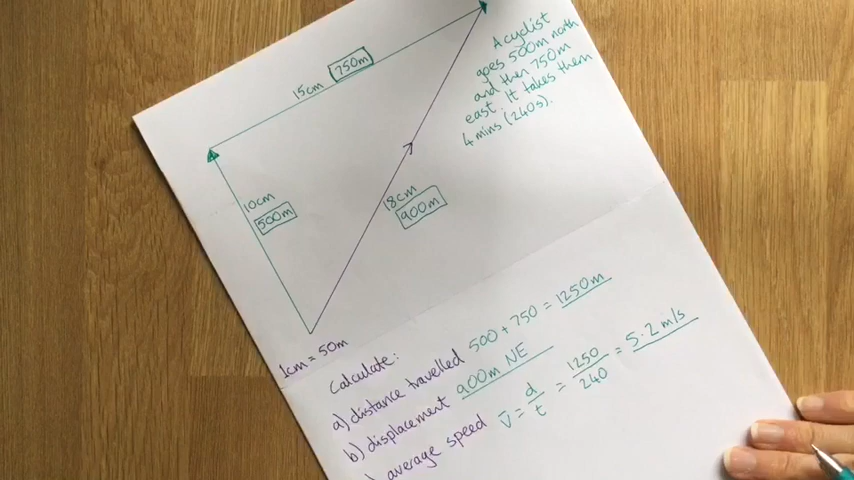 A cyclist
goes 500m north
and then 750m
east. It takes them
4 mins (240s).
15cm 750m
10cm
500m
18cm
900m
1cm = 50m
Calculate:
a) distance travelled 500 + 750 = 1250m
b) displacement 900m NE
) average speed v̄ = d/t = 1250/240 = 5.2 m/s